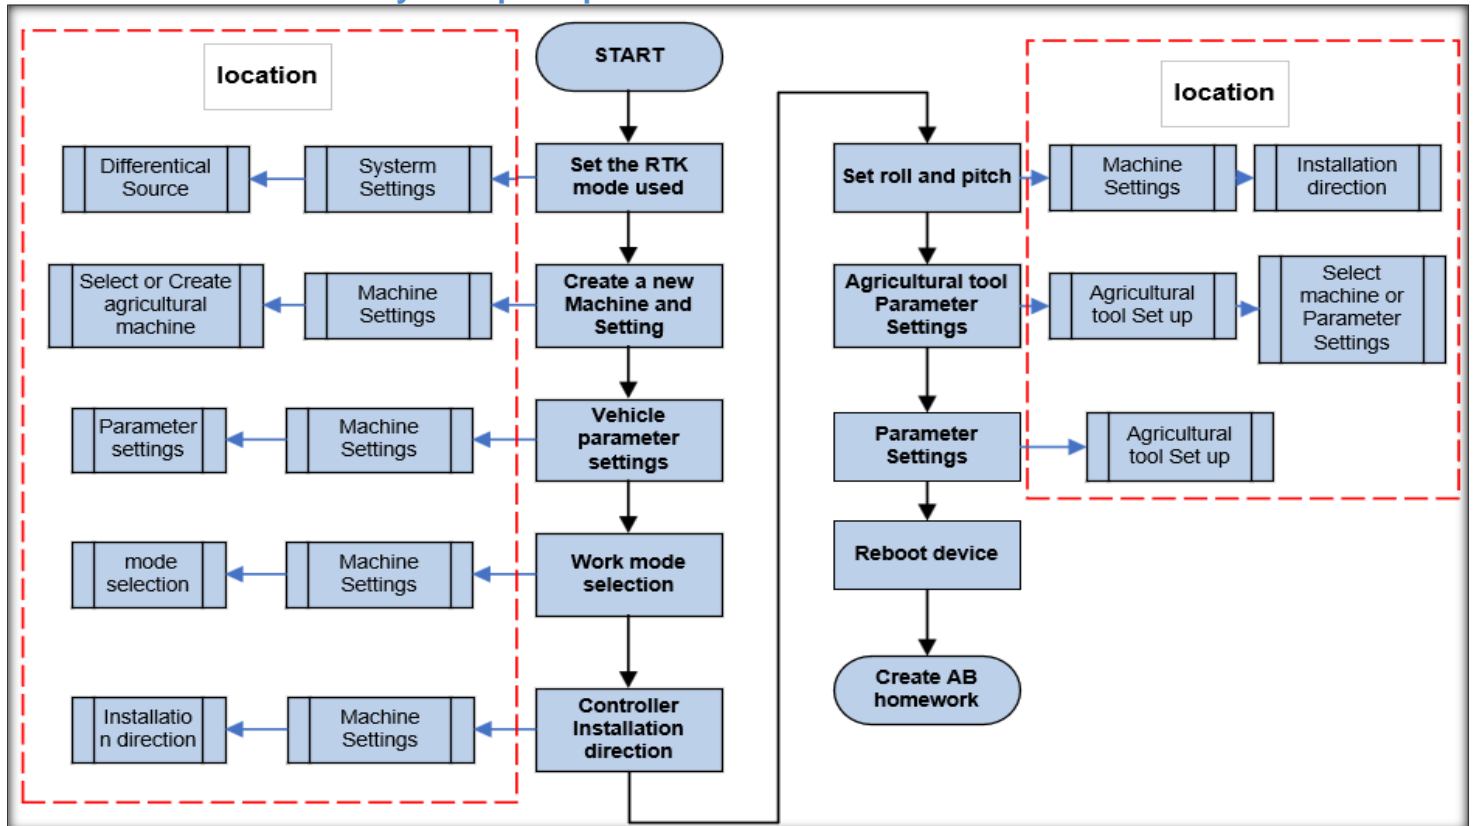 location
START
Differentical
Source
Systerm
Settings
Set the RTK
mode used
Select or Create
agricultural
machine
Machine
Settings
Create a new
Machine and
Setting
Parameter
settings
Machine
Settings
Vehicle
parameter
settings
mode
selection
Machine
Settings
Work mode
selection
Installatio
n direction
Machine
Settings
Controller
Installation
direction
location
Set roll and pitch
Machine
Settings
Installation
direction
Agricultural tool
Parameter
Settings
Agricultural
tool Set up
Select
machine or
Parameter
Settings
Parameter
Settings
Agricultural
tool Set up
Reboot device
Create AB
homework